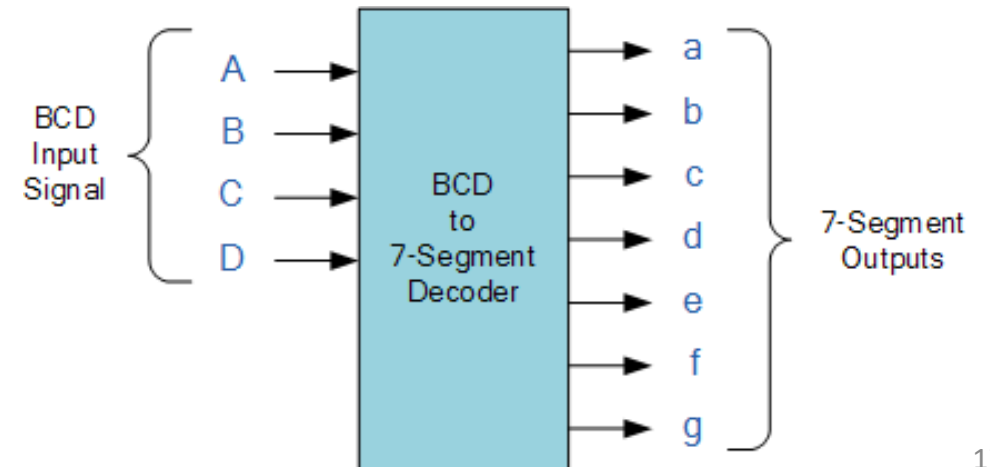 BCD
Input
Signal
A
B
C
D
BCD
to
7-Segment
Decoder
a
b
c
d
e
f
g
7-Segment
Outputs
1